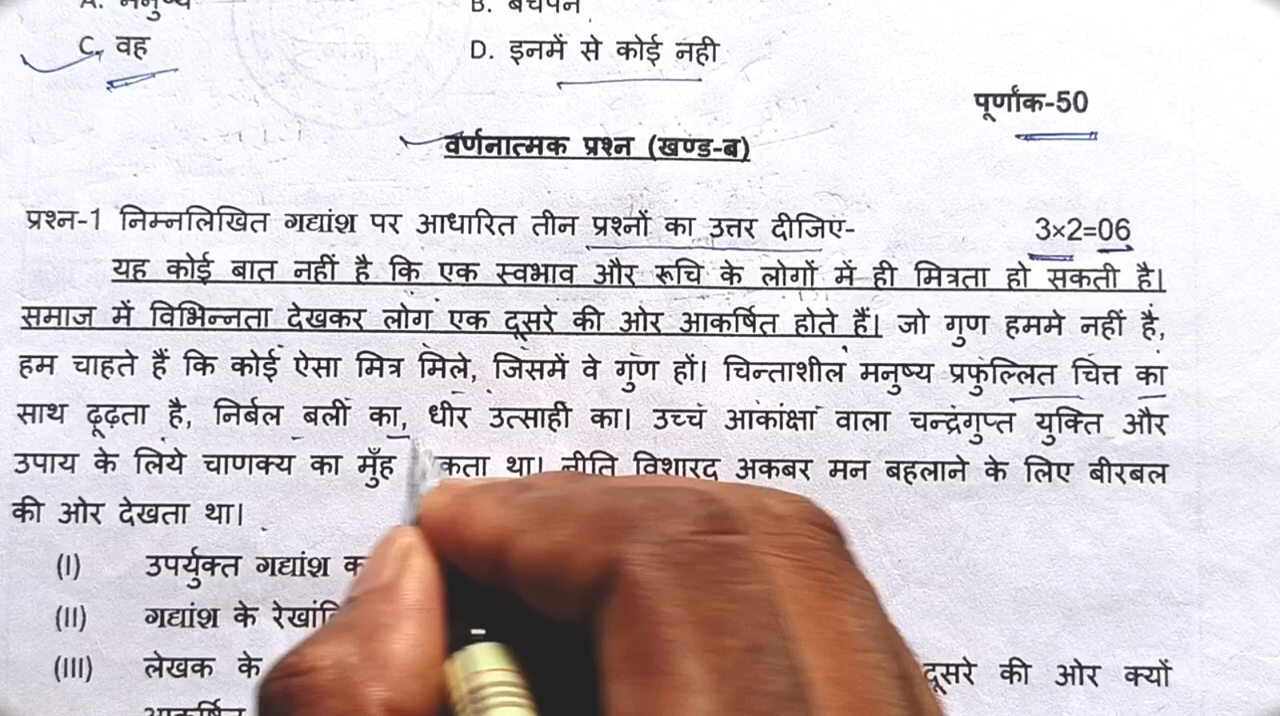 A. मनुष्य B. बचपन
C. वह D. इनमें से कोई नही
पूर्णांक-50
वर्णनात्मक प्रश्न (खण्ड-ब)
प्रश्न-1 निम्नलिखित गद्यांश पर आधारित तीन प्रश्नों का उत्तर दीजिए- 3×2=06
यह कोई बात नहीं है कि एक स्वभाव और रूचि के लोगों में ही मित्रता हो सकती है।
समाज में विभिन्नता देखकर लोग एक दूसरे की ओर आकर्षित होते हैं। जो गुण हममे नहीं है,
हम चाहते हैं कि कोई ऐसा मित्र मिले, जिसमें वे गुण हों। चिन्ताशील मनुष्य प्रफुल्लित चित्त का
साथ ढूढ़ता है, निर्बल बली का, धीर उत्साही का। उच्च आकांक्षा वाला चन्द्रगुप्त युक्ति और
उपाय के लिये चाणक्य का मुँह था। नीति विशारद अकबर मन बहलाने के लिए बीरबल
की ओर देखता था।
(I) उपर्युक्त गद्यांश
(II) गद्यांश के
(III) लेखक के दूसरे की ओर क्यों